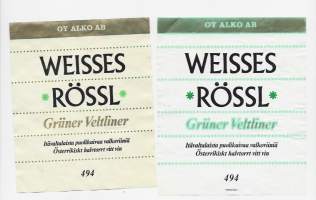 OY ALKO AB
WEISSES
* RÖSSL *
Grüner Veltliner
Itävaltalaista puolikuivaa valkoviiniä
Österrikiskt halvtorrt vitt vin
494
OY ALKO AB
WEISSES
* RÖSSL *
Grüner Veltliner
Itävaltalaista puolikuivaa valkoviiniä
Österrikiskt halvtorrt vitt vin
494